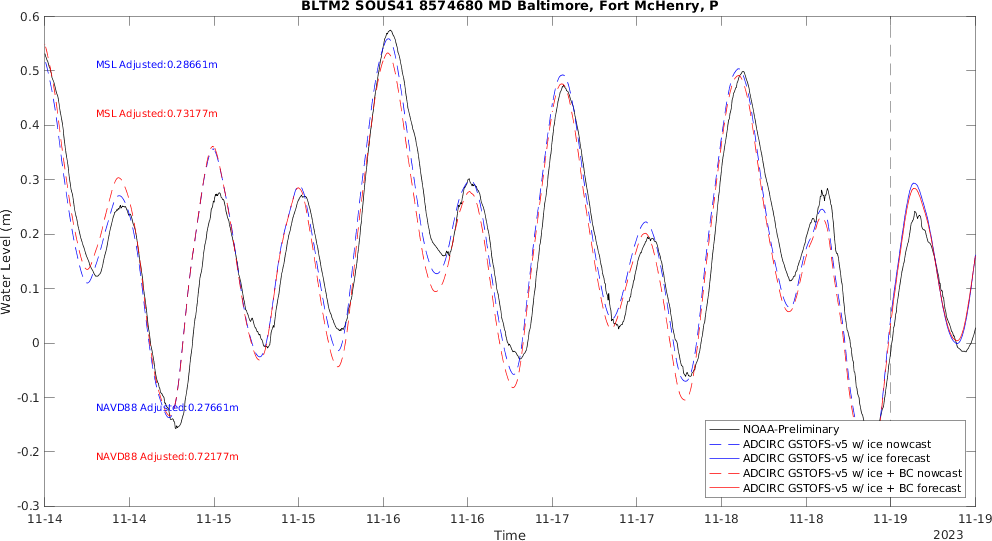 BLTM2 SOUS41 8574680 MD Baltimore, Fort McHenry, P
0.6
0.5
0.4
0.3
0.2
0.1
0
-0.1
-0.2
-0.3
Water Level (m)
MSL Adjusted:0.28661m
MSL Adjusted:0.73177m
NAVD88 Adjusted:0.27661m
NAVD88 Adjusted:0.72177m
NOAA-Preliminary
ADCIRC GSTOFS-v5 w/ ice nowcast
ADCIRC GSTOFS-v5 w/ ice forecast
ADCIRC GSTOFS-v5 w/ ice + BC nowcast
ADCIRC GSTOFS-v5 w/ ice + BC forecast
11-14 11-14 11-15 11-15 11-16 11-16 11-17 11-17 11-18 11-18 11-19 11-19
Time
2023